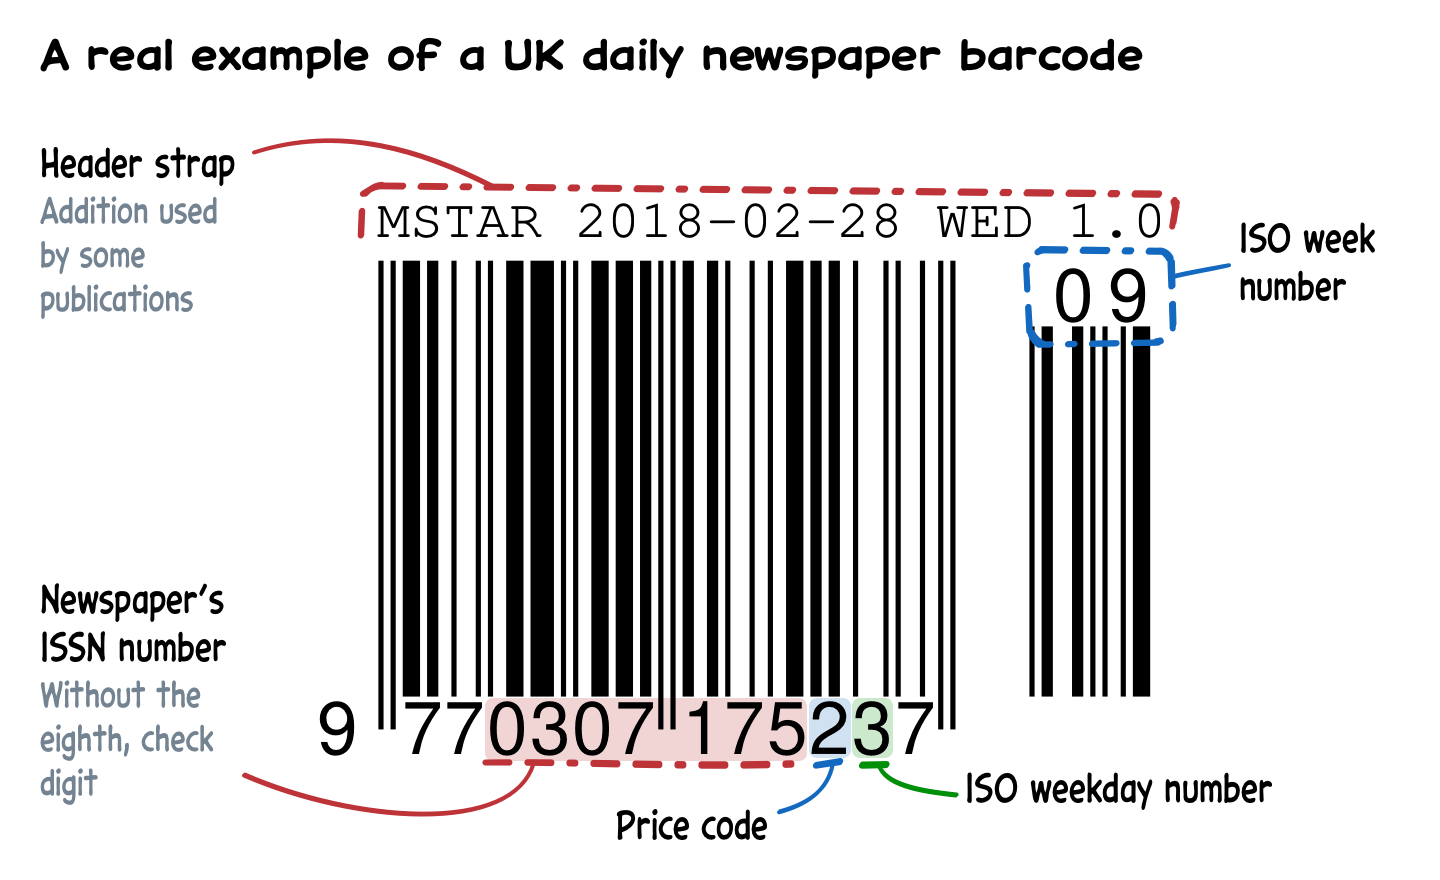 A real example of a UK daily newspaper barcode
Header strap
Addition used
by some
publications
MSTAR 2018-02-28 WED 1.0
ISO week
number
09
Newspaper's
ISSN number
Without the
eighth, check
digit
9 770307 175237
ISO weekday number
Price code